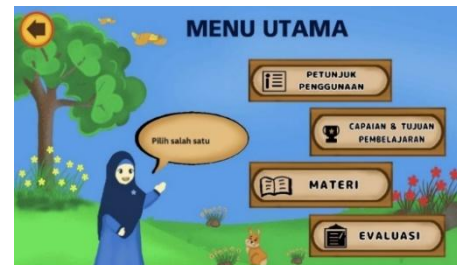 MENU UTAMA
PETUNJUK
PENGGUNAAN
Pilih salah satu
CAPAIAN & TUJUAN
PEMBELAJARAN
MATERI
EVALUASI